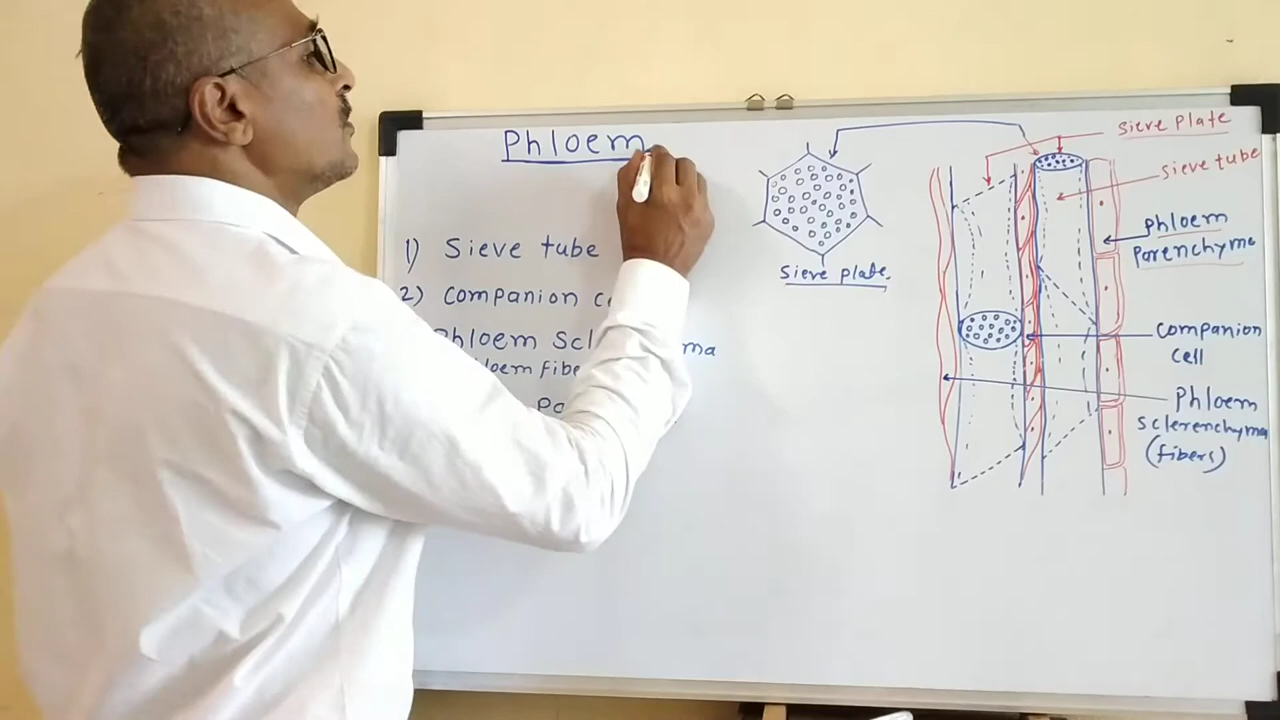 Phloem
1) Sieve tube
2) Companion
Phloem
Sieve plate.
Sieve Plate
Sieve tube
Phloem
Parenchyma
Companion
Cell
Phloem
Sclerenchyma
(fibers)